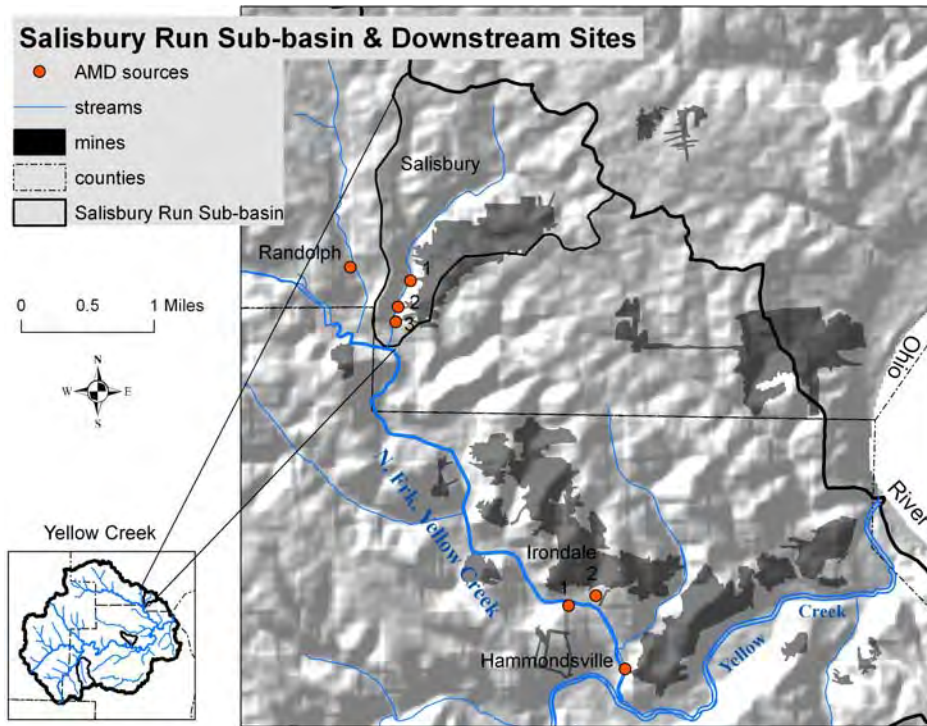 Salisbury Run Sub-basin & Downstream Sites
AMD sources
streams
mines
counties
Salisbury Run Sub-basin
Salisbury
Randolph
1
2
3
0 0.5 1 Miles
N
W E
S
Ohio
River
N. Frk. Yellow Creek
Irondale
1
2
Yellow Creek
Hammondsville
Yellow Creek